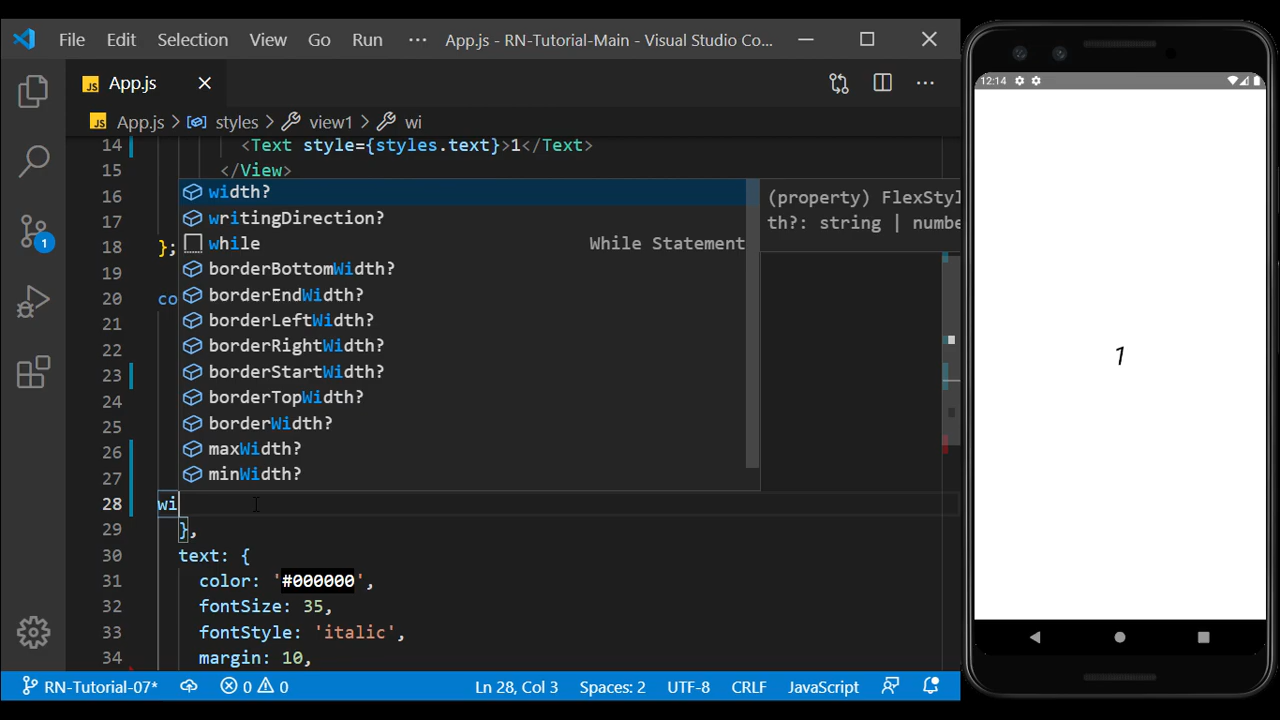 File Edit Selection View Go Run ··· App.js - RN-Tutorial-Main - Visual Studio Co...
JS App.js
JS App.js > styles > view1 > wi
14 <Text style={styles.text}>1</Text>
15 </View>
16
17
18 };
19
20 co
21
22
23
24
25
26
27
28 wi
29 },
30 text: {
31 color: '#000000',
32 fontSize: 35,
33 fontStyle: 'italic',
34 margin: 10,
width?
writingDirection?
while While Statement
borderBottomWidth?
borderEndWidth?
borderLeftWidth?
borderRightWidth?
borderStartWidth?
borderTopWidth?
borderWidth?
maxWidth?
minWidth?
(property) FlexStyl
th?: string | numbe
1
RN-Tutorial-07* 0 0 Ln 28, Col 3 Spaces: 2 UTF-8 CRLF JavaScript
12:14
1